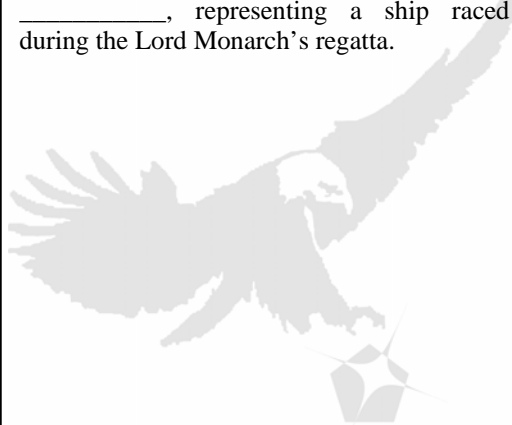 ___________, representing a ship raced
during the Lord Monarch’s regatta.